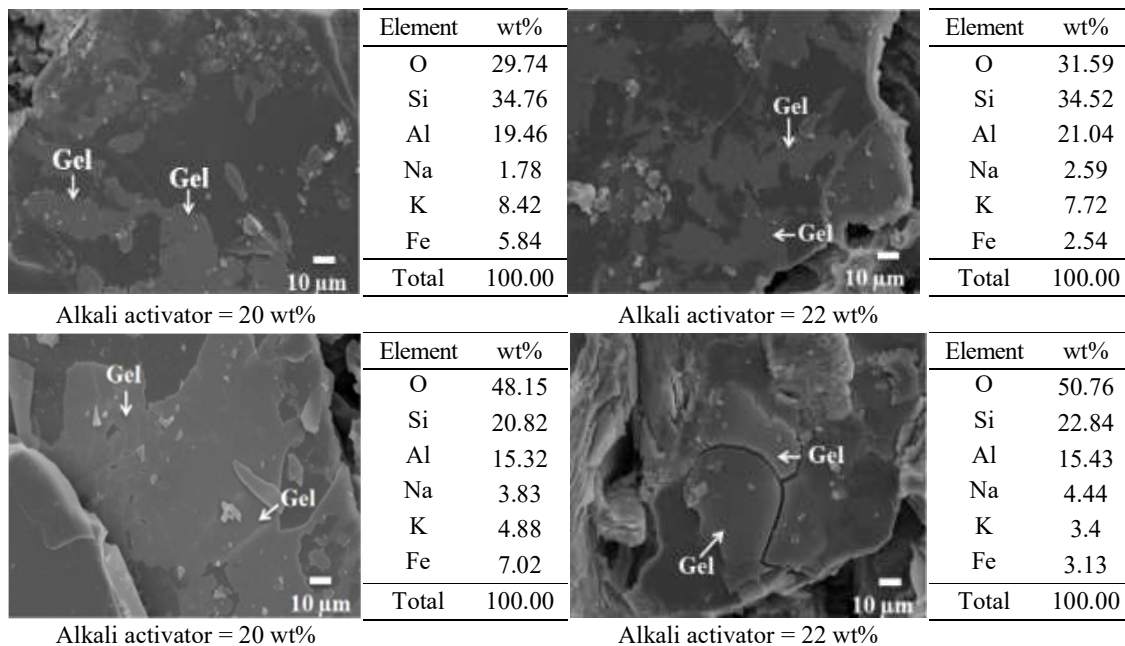 Gel
Gel
10 µm
Element wt%
O 29.74
Si 34.76
Al 19.46
Na 1.78
K 8.42
Fe 5.84
Total 100.00
Gel
Gel
10 µm
Element wt%
O 31.59
Si 34.52
Al 21.04
Na 2.59
K 7.72
Fe 2.54
Total 100.00
Alkali activator = 20 wt%
Alkali activator = 22 wt%
Gel
Gel
10 µm
Element wt%
O 48.15
Si 20.82
Al 15.32
Na 3.83
K 4.88
Fe 7.02
Total 100.00
Gel
Gel
10 µm
Element wt%
O 50.76
Si 22.84
Al 15.43
Na 4.44
K 3.4
Fe 3.13
Total 100.00
Alkali activator = 20 wt%
Alkali activator = 22 wt%